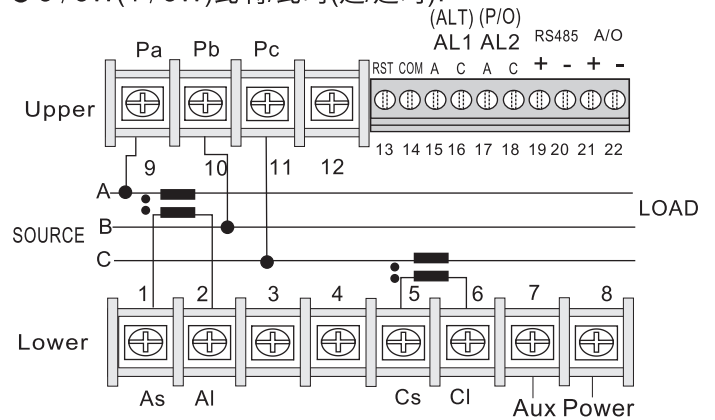 (ALT) (P/O)
Pa Pb Pc AL1 AL2 RS485 A/O
RST COM A C A C + - + -
Upper
13 14 15 16 17 18 19 20 21 22
9 10 11 12
A
LOAD
SOURCE B
C
1 2 3 4 5 6 7 8
Lower
As Al Cs Cl
Aux Power